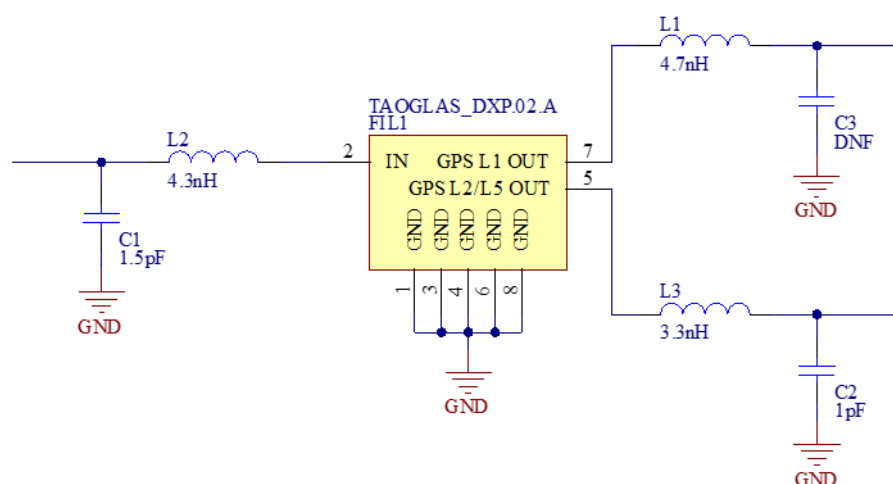 L1
4.7nH
C3
DNF
GND
TAOGLAS_DXP.02.A
FIL1
L2
4.3nH
2
IN
GPS L1 OUT
7
GPS L2/L5 OUT
5
GND
GND
GND
GND
GND
1
3
4
6
8
C1
1.5pF
GND
GND
L3
3.3nH
C2
1pF
GND